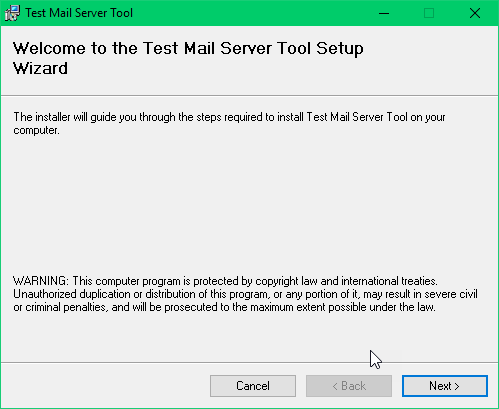 Test Mail Server Tool
Welcome to the Test Mail Server Tool Setup
Wizard
The installer will guide you through the steps required to install Test Mail Server Tool on your
computer.
WARNING: This computer program is protected by copyright law and international treaties.
Unauthorized duplication or distribution of this program, or any portion of it, may result in severe civil
or criminal penalties, and will be prosecuted to the maximum extent possible under the law.
Cancel
< Back
Next >